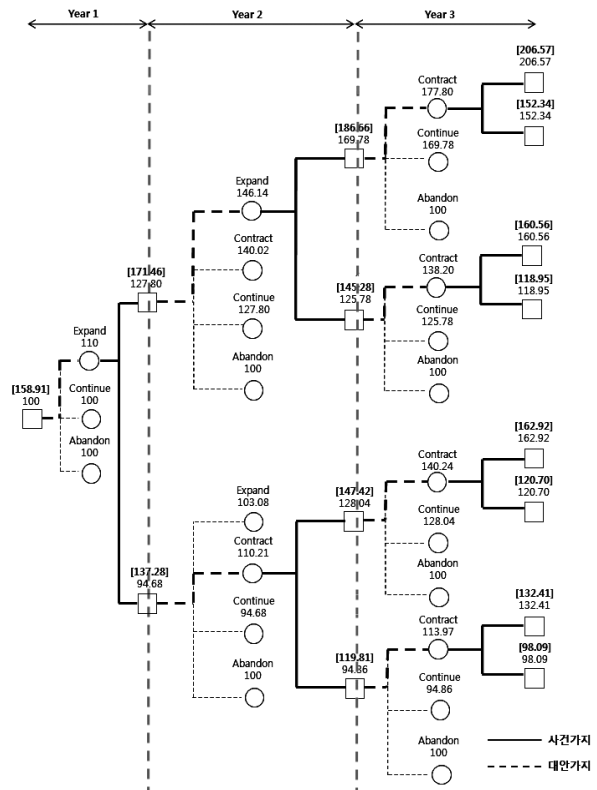 Year 1
Year 2
Year 3
[206.57]
206.57
Contract
177.80
[152.34]
152.34
[186.66]
169.78
Continue
169.78
Abandon
100
Expand
146.14
Contract
140.02
Continue
127.80
Abandon
100
[171.46]
127.80
Contract
138.20
[160.56]
160.56
[118.95]
118.95
[145.28]
125.78
Continue
125.78
Abandon
100
Expand
110
[158.91]
100
Continue
100
Abandon
100
Contract
140.24
[162.92]
162.92
[120.70]
120.70
[147.42]
128.04
Continue
128.04
Abandon
100
Expand
103.08
Contract
110.21
Continue
94.68
Abandon
100
[137.28]
94.68
Contract
113.97
[132.41]
132.41
[98.09]
98.09
[119.81]
94.86
Continue
94.86
Abandon
100
사건가지
대안가지